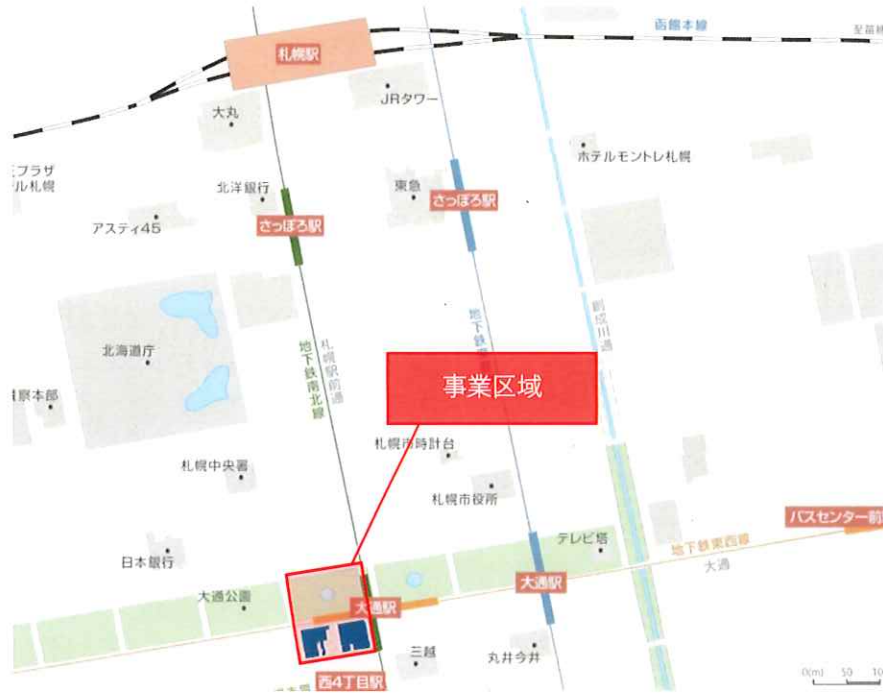 函館本線
至苗穂
札幌駅
JRタワー
大丸
ホテルモントレ札幌
プラザ
ル札幌
北洋銀行
東急
さっぽろ駅
アスティ45
さっぽろ駅
創成川通
北海道庁
札幌駅前通
地下鉄南北線
地下鉄東
事業区域
察本部
札幌市時計台
札幌中央署
札幌市役所
バスセンター前
テレビ塔
地下鉄東西線
日本銀行
大通
大通駅
大通公園
大通駅
三越
丸井今井
西4丁目駅
0(m) 50 10